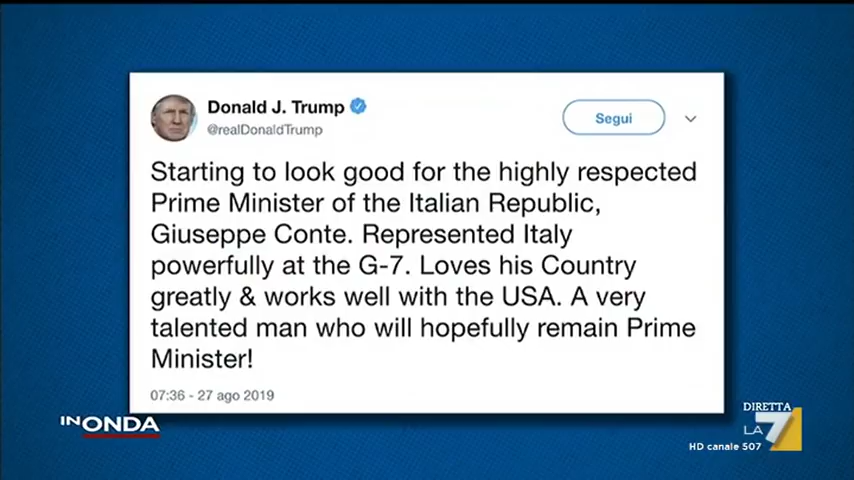 Donald J. Trump
@realDonaldTrump
Segui
Starting to look good for the highly respected
Prime Minister of the Italian Republic,
Giuseppe Conte. Represented Italy
powerfully at the G-7. Loves his Country
greatly & works well with the USA. A very
talented man who will hopefully remain Prime
Minister!
07:36 - 27 ago 2019
IN ONDA
DIRETTA
LA7
HD canale 507